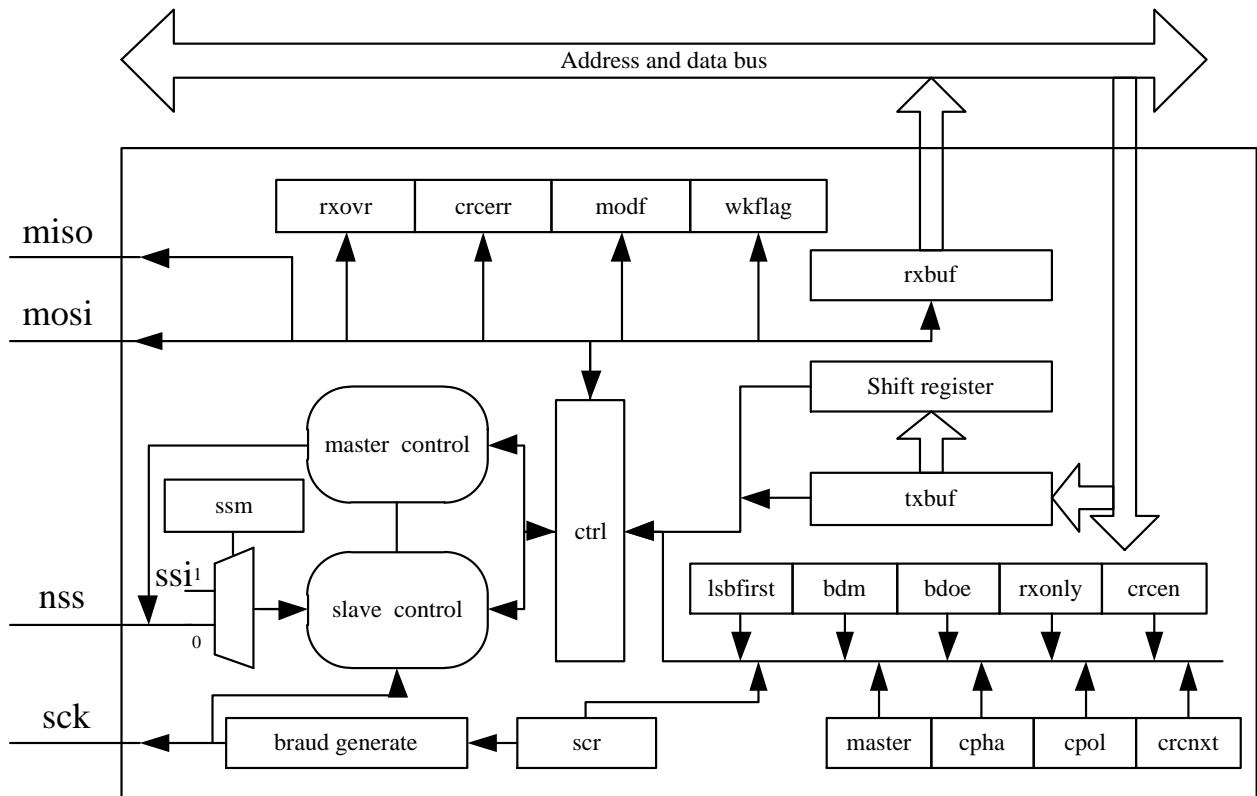 Address and data bus
rxovr crcerr modf wkflag
miso
rxbuf
mosi
Shift register
master control
ssm
txbuf
ctrl
ssi 1
lsbfirst bdm bdoe rxonly crcen
nss
slave control
0
sck
braud generate
scr
master cpha cpol crcnxt